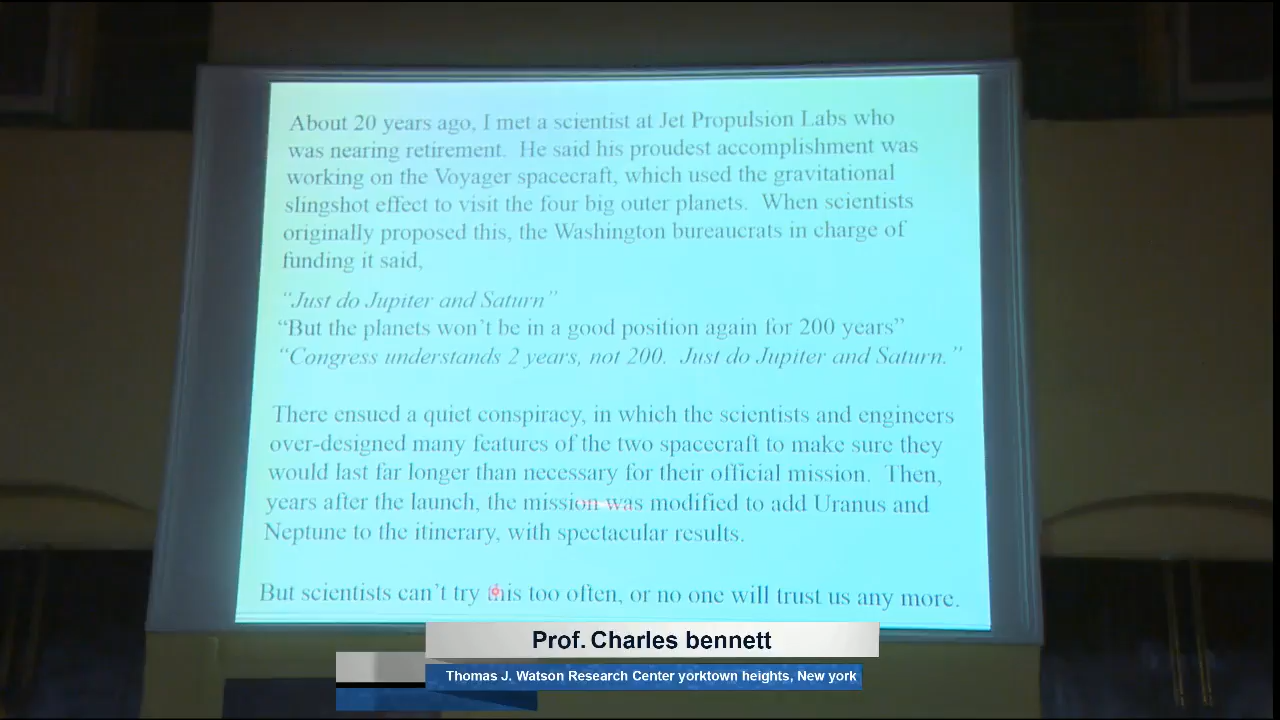 About 20 years ago, I met a scientist at Jet Propulsion Labs who
was nearing retirement. He said his proudest accomplishment was
working on the Voyager spacecraft, which used the gravitational
slingshot effect to visit the four big outer planets. When scientists
originally proposed this, the Washington bureaucrats in charge of
funding it said,
“Just do Jupiter and Saturn”
“But the planets won’t be in a good position again for 200 years”
“Congress understands 2 years, not 200. Just do Jupiter and Saturn.”
There ensued a quiet conspiracy, in which the scientists and engineers
over-designed many features of the two spacecraft to make sure they
would last far longer than necessary for their official mission. Then,
years after the launch, the mission was modified to add Uranus and
Neptune to the itinerary, with spectacular results.
But scientists can’t try this too often, or no one will trust us any more.
Prof. Charles bennett
Thomas J. Watson Research Center yorktown heights, New york